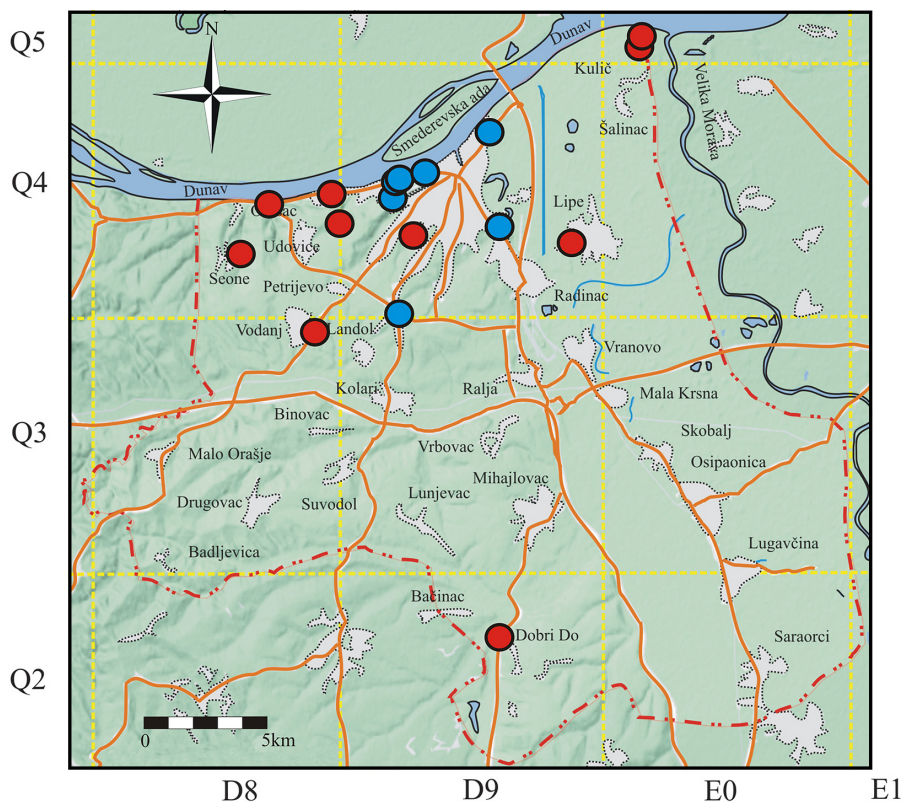 N
Q5
Dunav
Kulič
Velika Morava
Smederevska ada
Šalinac
Q4
Dunav
Lipe
Udovice
Seone
Petrijevo
Radinac
Vodanj
Landol
Vranovo
Kolari
Ralja
Mala Krsna
Binovac
Q3
Skobalj
Vrbovac
Malo Orašje
Osipaonica
Mihajlovac
Drugovac
Suvodol
Lunjevac
Badljevica
Lugavčina
Bačinac
Dobri Do
Saraorci
Q2
0
5km
D8
D9
E0
E1